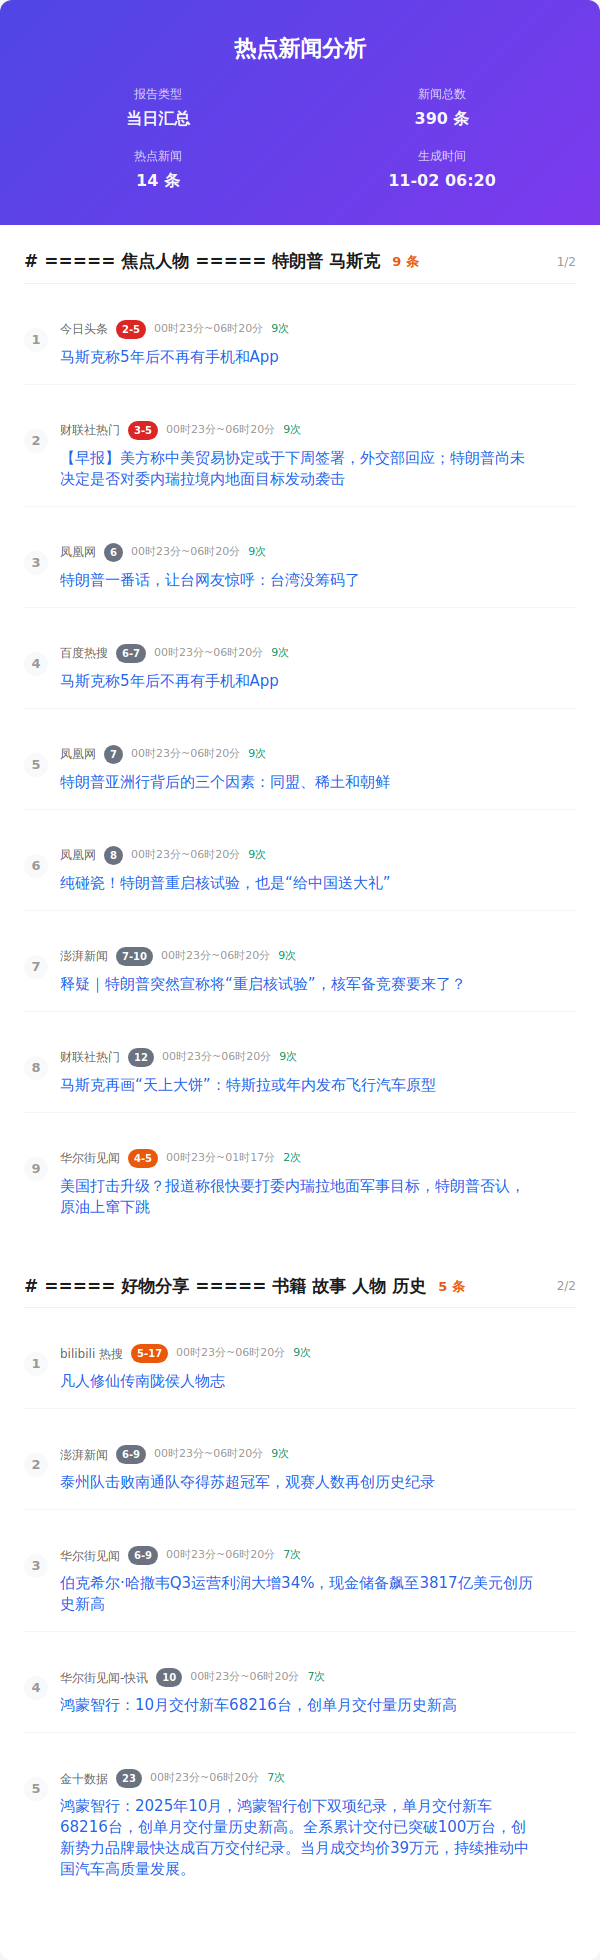 热点新闻分析
报告类型
新闻总数
当日汇总
390 条
热点新闻
生成时间
14 条
11-02 06:20
# ===== 焦点人物 ===== 特朗普 马斯克 9 条 1/2
1 今日头条 2-5 00时23分~06时20分 9次
马斯克称5年后不再有手机和App
2 财联社热门 3-5 00时23分~06时20分 9次
【早报】美方称中美贸易协定或于下周签署，外交部回应；特朗普尚未
决定是否对委内瑞拉境内地面目标发动袭击
3 凤凰网 6 00时23分~06时20分 9次
特朗普一番话，让台网友惊呼：台湾没筹码了
4 百度热搜 6-7 00时23分~06时20分 9次
马斯克称5年后不再有手机和App
5 凤凰网 7 00时23分~06时20分 9次
特朗普亚洲行背后的三个因素：同盟、稀土和朝鲜
6 凤凰网 8 00时23分~06时20分 9次
纯碰瓷！特朗普重启核试验，也是“给中国送大礼”
7 澎湃新闻 7-10 00时23分~06时20分 9次
释疑｜特朗普突然宣称将“重启核试验”，核军备竞赛要来了？
8 财联社热门 12 00时23分~06时20分 9次
马斯克再画“天上大饼”：特斯拉或年内发布飞行汽车原型
9 华尔街见闻 4-5 00时23分~01时17分 2次
美国打击升级？报道称很快要打委内瑞拉地面军事目标，特朗普否认，
原油上窜下跳
# ===== 好物分享 ===== 书籍 故事 人物 历史 5 条 2/2
1 bilibili 热搜 5-17 00时23分~06时20分 9次
凡人修仙传南陇侯人物志
2 澎湃新闻 6-9 00时23分~06时20分 9次
泰州队击败南通队夺得苏超冠军，观赛人数再创历史纪录
3 华尔街见闻 6-9 00时23分~06时20分 7次
伯克希尔·哈撒韦Q3运营利润大增34%，现金储备飙至3817亿美元创历
史新高
4 华尔街见闻-快讯 10 00时23分~06时20分 7次
鸿蒙智行：10月交付新车68216台，创单月交付量历史新高
5 金十数据 23 00时23分~06时20分 7次
鸿蒙智行：2025年10月，鸿蒙智行创下双项纪录，单月交付新车
68216台，创单月交付量历史新高。全系累计交付已突破100万台，创
新势力品牌最快达成百万交付纪录。当月成交均价39万元，持续推动中
国汽车高质量发展。